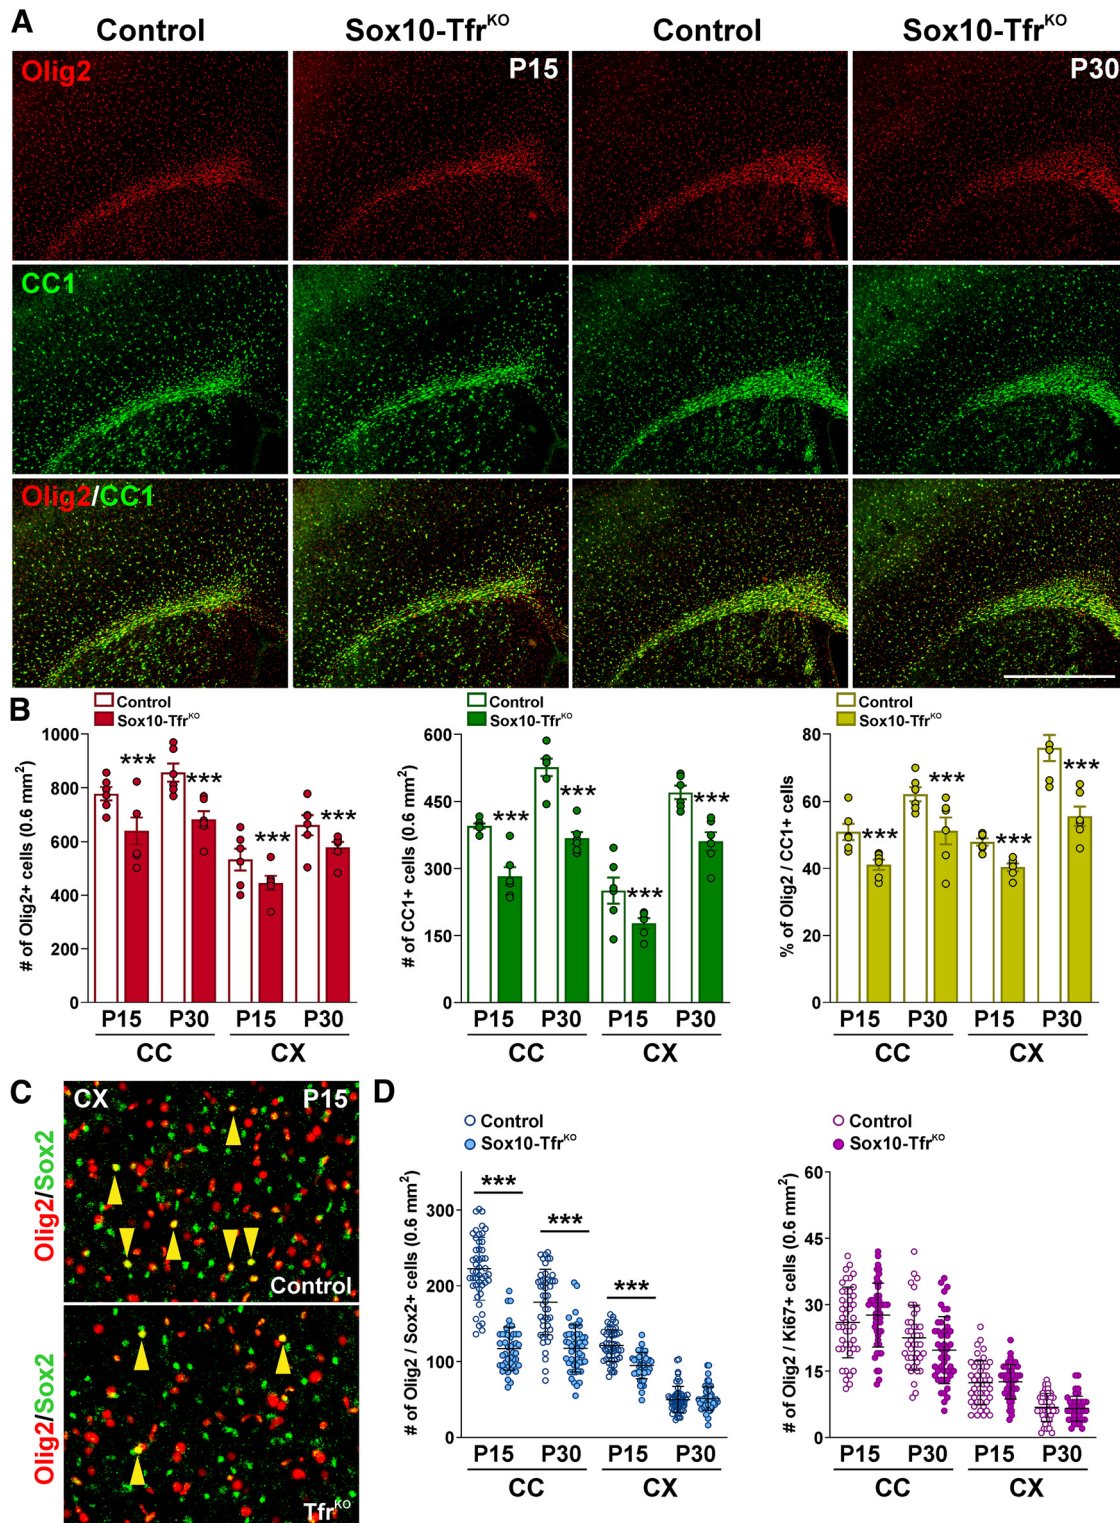 A
Control Sox10-Tfr^KO Control Sox10-Tfr^KO
Olig2 P15 P30
CC1
Olig2/CC1
B
Control
Sox10-Tfr^KO
# of Olig2+ cells (0.6 mm²)
1000
800
600
400
200
0
*** *** *** ***
P15 P30 P15 P30
CC CX
Control
Sox10-Tfr^KO
# of CC1+ cells (0.6 mm²)
600
450
300
150
0
*** *** *** ***
P15 P30 P15 P30
CC CX
Control
Sox10-Tfr^KO
% of Olig2 / CC1+ cells
80
60
40
20
0
*** *** *** ***
P15 P30 P15 P30
CC CX
C
CX P15
Olig2/Sox2
Control
Olig2/Sox2
Tfr^KO
D
Control
Sox10-Tfr^KO
# of Olig2 / Sox2+ cells (0.6 mm²)
300
200
100
0
*** *** ***
P15 P30 P15 P30
CC CX
Control
Sox10-Tfr^KO
# of Olig2 / Ki67+ cells (0.6 mm²)
60
45
30
15
0
P15 P30 P15 P30
CC CX